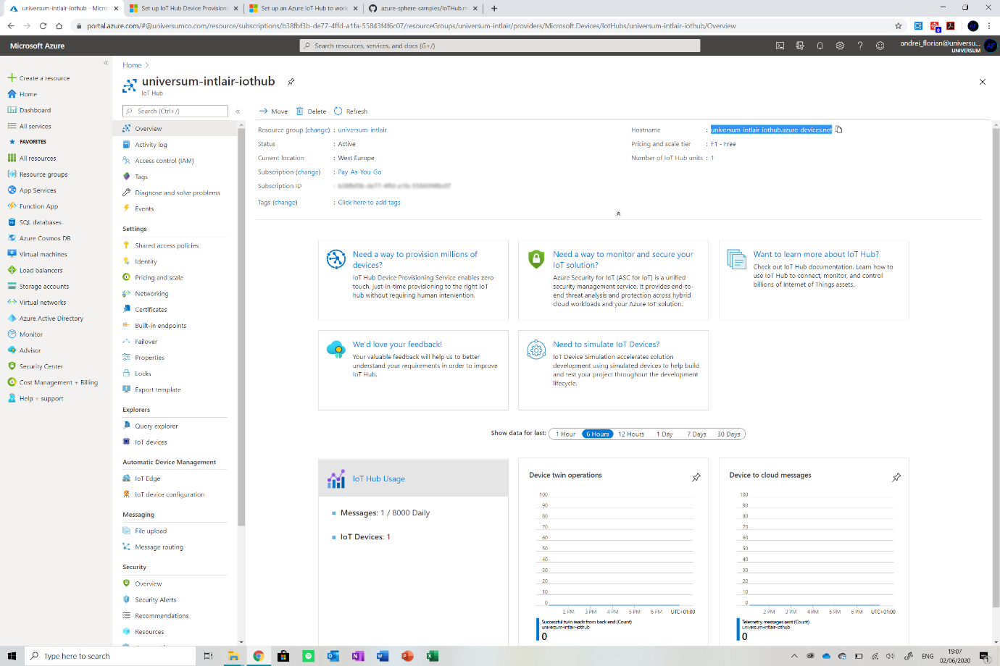 universum-intlair-iothub - Micros
Set up IoT Hub Device Provisionin
Set up an Azure IoT Hub to work
azure-sphere-samples/IoTHub.m
portal.azure.com/#@universumco.com/resource/subscriptions/b38fbf3b-de77-4ffd-a1fa-55843f4f6c07/resourceGroups/universum-intlair/providers/Microsoft.Devices/IotHubs/universum-intlair-iothub/Overview
Microsoft Azure
Search resources, services, and docs (G+/)
andrei_florian@universu...
UNIVERSUM
AF
AF
Create a resource
Home
Dashboard
All services
FAVORITES
All resources
Resource groups
App Services
Function App
SQL databases
Azure Cosmos DB
Virtual machines
Load balancers
Storage accounts
Virtual networks
Azure Active Directory
Monitor
Advisor
Security Center
Cost Management + Billing
Help + support
Home
universum-intlair-iothub
IoT Hub
Search (Ctrl+/)
Overview
Activity log
Access control (IAM)
Tags
Diagnose and solve problems
Events
Settings
Shared access policies
Identity
Pricing and scale
Networking
Certificates
Built-in endpoints
Failover
Properties
Locks
Export template
Explorers
Query explorer
IoT devices
Automatic Device Management
IoT Edge
IoT device configuration
Messaging
File upload
Message routing
Security
Overview
Security Alerts
Recommendations
Resources
Move Delete Refresh
Resource group (change) : universum-intlair
Status : Active
Current location : West Europe
Subscription (change) : Pay-As-You-Go
Subscription ID :
Tags (change) : Click here to add tags
Hostname : universum-intlair-iothub.azure-devices.net
Pricing and scale tier : F1 - Free
Number of IoT Hub units : 1
Need a way to provision millions of
devices?
IoT Hub Device Provisioning Service enables zero-
touch, just-in-time provisioning to the right IoT
hub without requiring human intervention.
Need a way to monitor and secure your
IoT solution?
Azure Security for IoT (ASC for IoT) is a unified
security management service. It provides end-to-
end threat analysis and protection across hybrid
cloud workloads and your Azure IoT solution.
Want to learn more about IoT Hub?
Check out IoT Hub documentation. Learn how to
use IoT Hub to connect, monitor, and control
billions of Internet of Things assets.
We'd love your feedback!
Your valuable feedback will help us to better
understand your requirements in order to improve
IoT Hub.
Need to simulate IoT Devices?
IoT Device Simulation accelerates solution
development using simulated devices to help build
and test your project throughout the development
lifecycle.
Show data for last: 1 Hour 6 Hours 12 Hours 1 Day 7 Days 30 Days
IoT Hub Usage
Messages: 1 / 8000 Daily
IoT Devices: 1
Device twin operations
100
90
80
70
60
50
40
30
20
10
0
2 PM 3 PM 4 PM 5 PM 6 PM UTC+01:00
Successful twin reads from back end (Count)
universum-intlair-iothub
0
Device to cloud messages
100
90
80
70
60
50
40
30
20
10
0
2 PM 3 PM 4 PM 5 PM 6 PM UTC+01:00
Telemetry messages sent (Count)
universum-intlair-iothub
0
Type here to search
ENG
19:07
02/06/2020